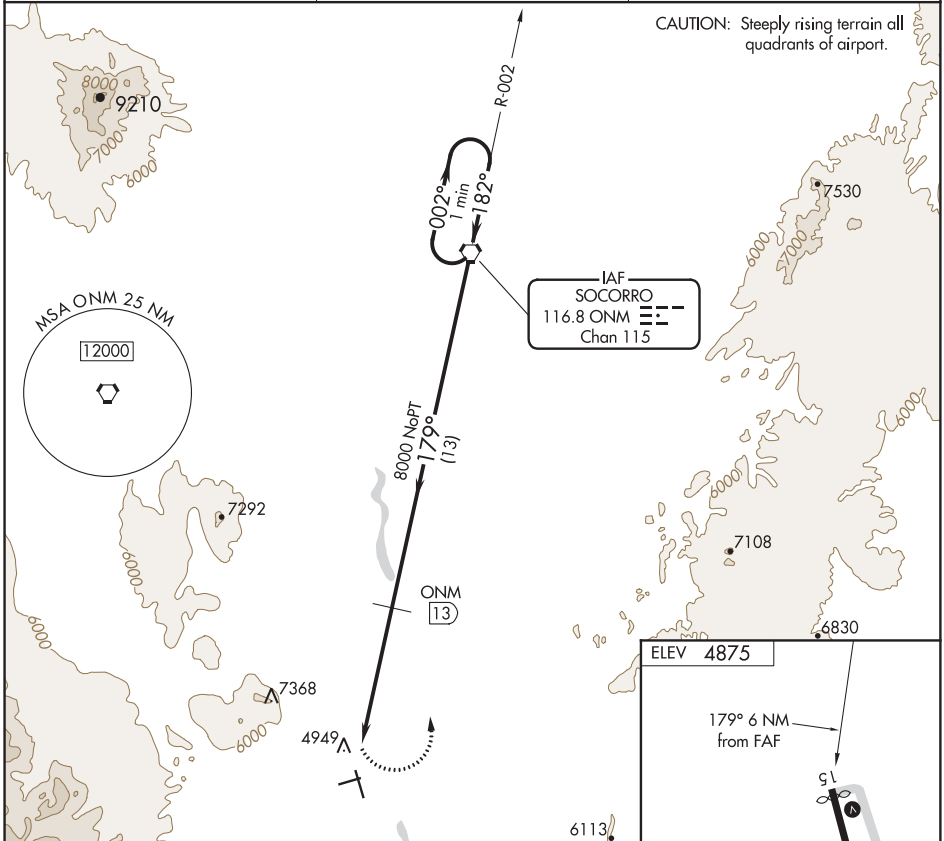 CAUTION: Steeply rising terrain all
quadrants of airport.
R-002
8000
9210
7000
6000
002°
1 min
182°
7530
6000
7000
IAF
SOCORRO
116.8 ONM
Chan 115
MSA ONM 25 NM
12000
8000 NoPT
179°
(13)
6000
6000
7292
6000
7108
ONM
13
6000
6830
7368
6000
4949
6113
ELEV 4875
179° 6 NM
from FAF
15
V